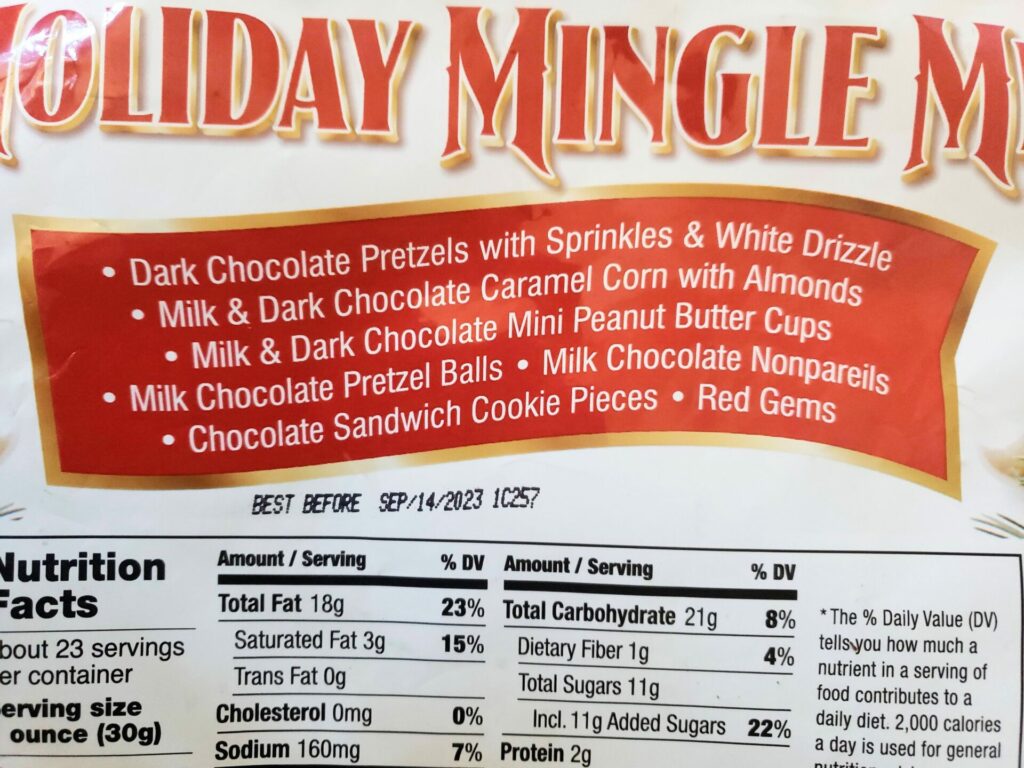 HOLIDAY MINGLE MI
• Dark Chocolate Pretzels with Sprinkles & White Drizzle
• Milk & Dark Chocolate Caramel Corn with Almonds
• Milk & Dark Chocolate Mini Peanut Butter Cups
• Milk Chocolate Pretzel Balls • Milk Chocolate Nonpareils
• Chocolate Sandwich Cookie Pieces • Red Gems
BEST BEFORE SEP/14/2023 1C257
Nutrition
Facts
bout 23 servings
er container
erving size
ounce (30g)
Amount / Serving % DV
Total Fat 18g 23%
Saturated Fat 3g 15%
Trans Fat 0g
Cholesterol 0mg 0%
Sodium 160mg 7%
Amount / Serving % DV
Total Carbohydrate 21g 8%
Dietary Fiber 1g 4%
Total Sugars 11g
Incl. 11g Added Sugars 22%
Protein 2g
* The % Daily Value (DV)
tells you how much a
nutrient in a serving of
food contributes to a
daily diet. 2,000 calories
a day is used for general